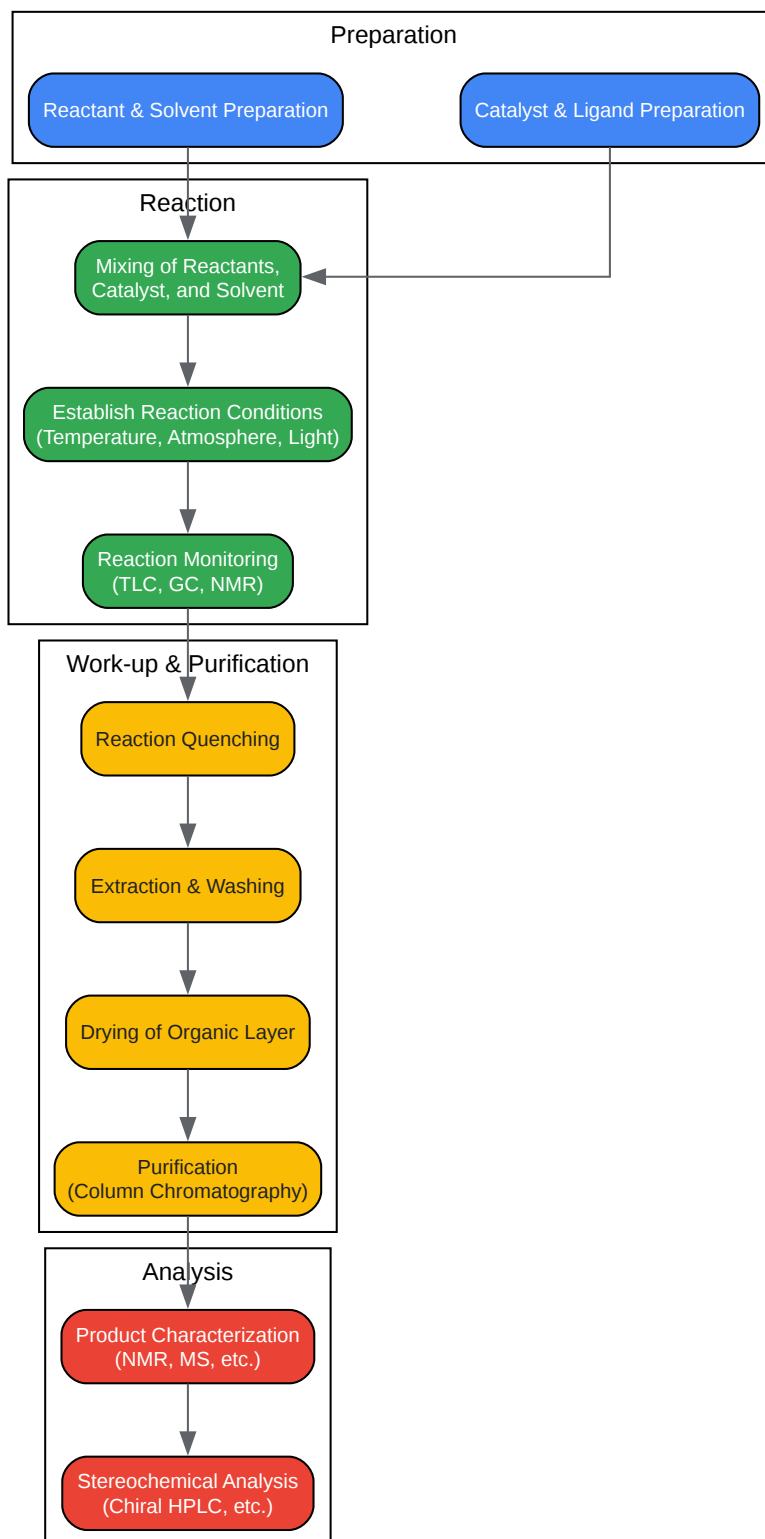 Preparation
Reactant & Solvent Preparation
Catalyst & Ligand Preparation
Reaction
Mixing of Reactants,
Catalyst, and Solvent
Establish Reaction Conditions
(Temperature, Atmosphere, Light)
Reaction Monitoring
(TLC, GC, NMR)
Work-up & Purification
Reaction Quenching
Extraction & Washing
Drying of Organic Layer
Purification
(Column Chromatography)
Analysis
Product Characterization
(NMR, MS, etc.)
Stereochemical Analysis
(Chiral HPLC, etc.)